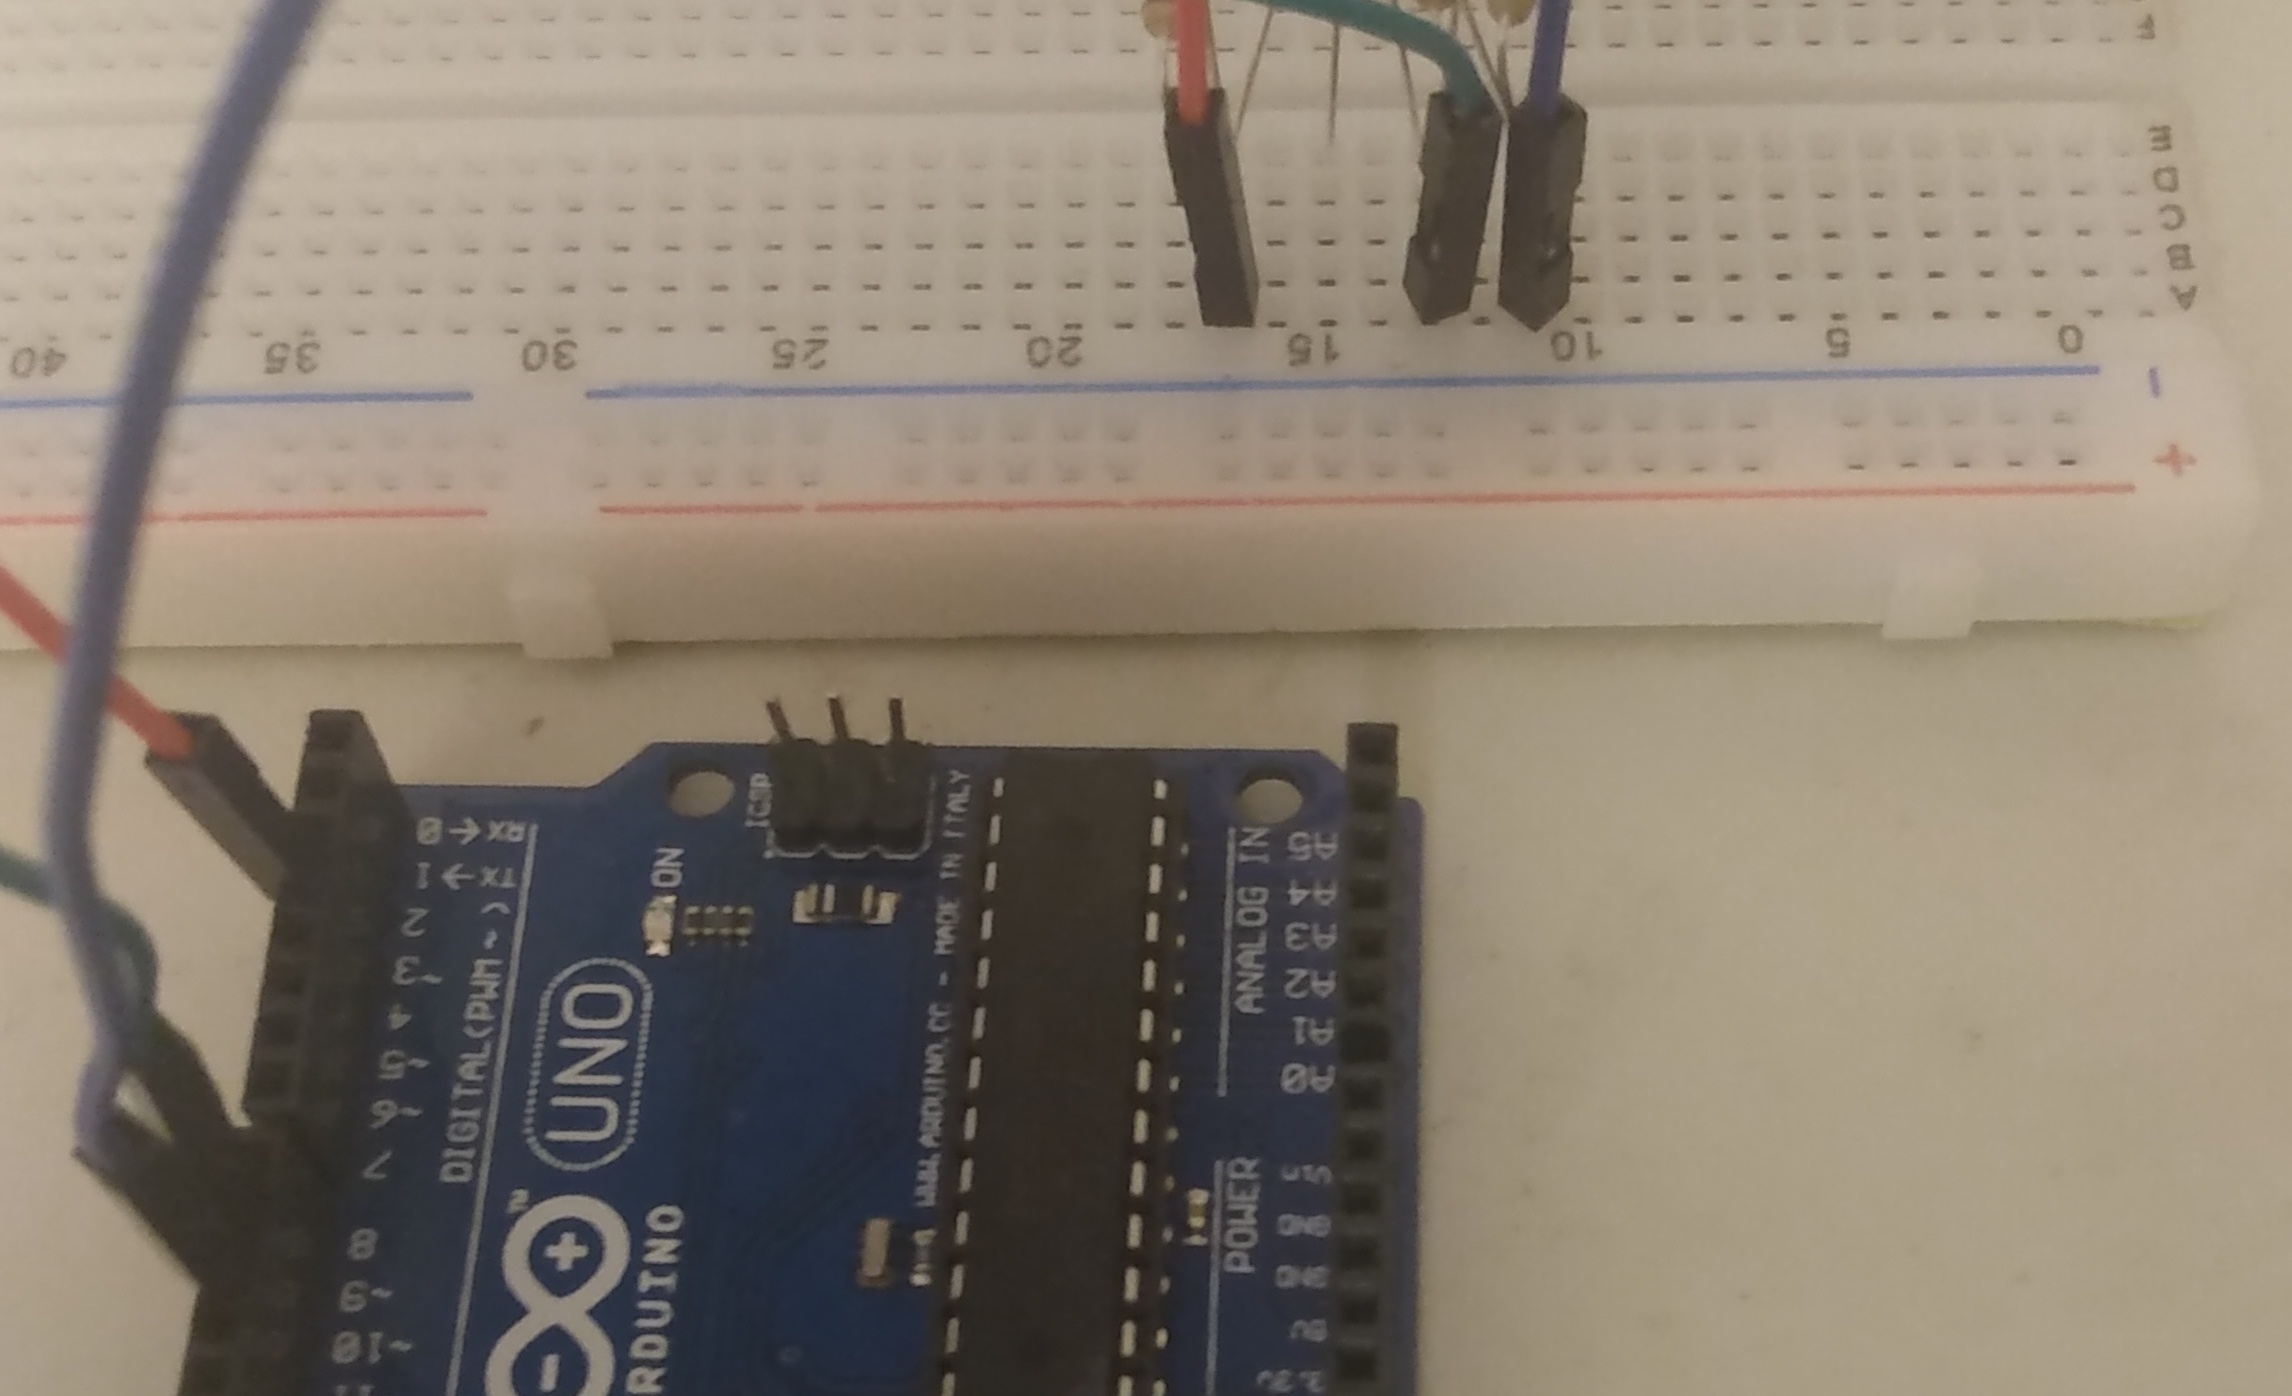 F
E
D
C
B
A
40 35 30 25 20 15 10 5 0
-
+
RX←0
TX→1
2
~3
4
~5
~6
7
8
~9
~10
DIGITAL (PWM~)
ICSP
ON
UNO
TM
ARDUINO
WWW.ARDUINO.CC - MADE IN ITALY
ANALOG IN
A5
A4
A3
A2
A1
A0
POWER
GND
GND